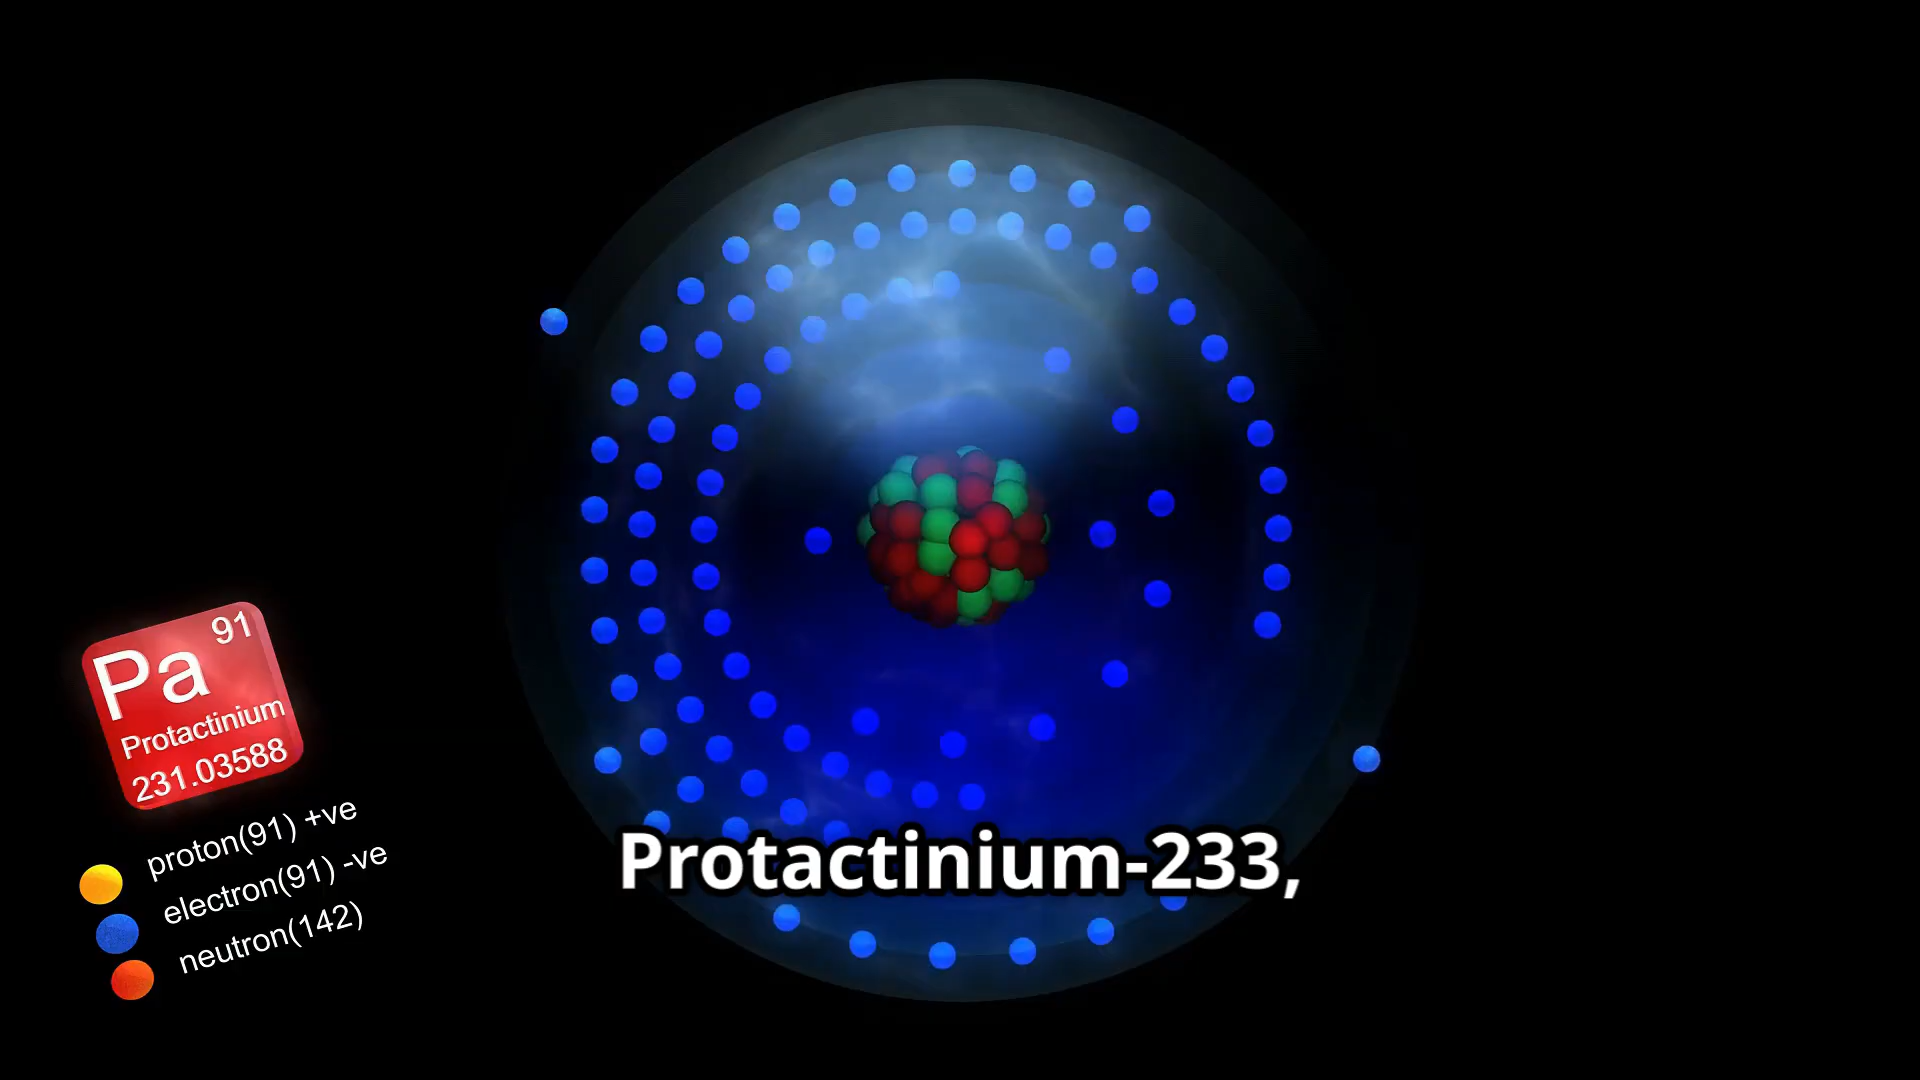 91
Pa
Protactinium
231.03588
proton(91) +ve
electron(91) -ve
neutron(142)
Protactinium-233,